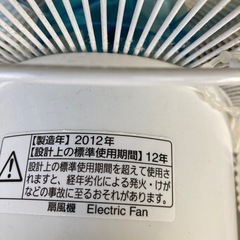 【製造年】2012年
【設計上の標準使用期間】12年
設計上の標準使用期間を超えて使用
されますと、経年劣化による発火・けが
などの事故に至るおそれがあります。
扇風機 Electric Fan